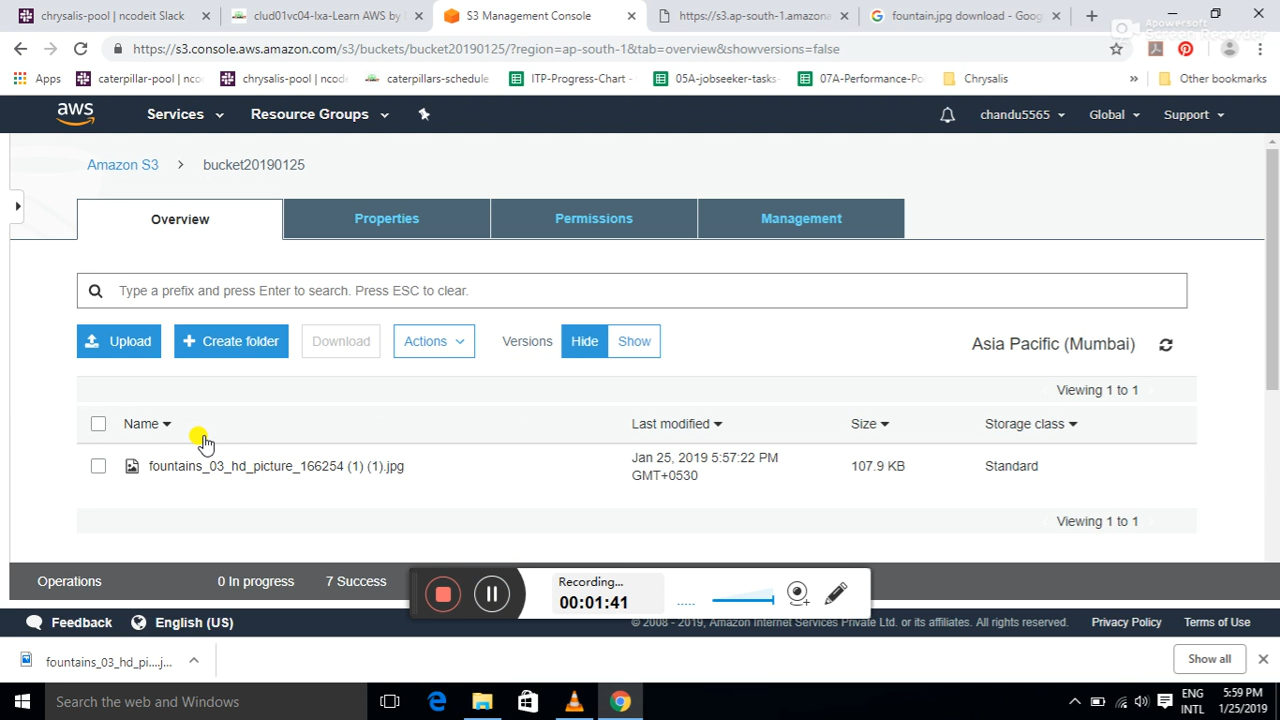 chrysalis-pool | ncodeit Slack
clud01vc04-lxa-Learn AWS by
S3 Management Console
https://s3.ap-south-1.amazona
fountain.jpg download - Goog
https://s3.console.aws.amazon.com/s3/buckets/bucket20190125/?region=ap-south-1&tab=overview&showversions=false
Apowersoft
Screen Recorder
Apps
caterpillar-pool | nco
chrysalis-pool | ncode
caterpillars-schedule
ITP-Progress-Chart -
05A-jobseeker-tasks-
07A-Performance-Po
Chrysalis
»
Other bookmarks
aws
Services
Resource Groups
chandu5565
Global
Support
Amazon S3 > bucket20190125
Overview
Properties
Permissions
Management
Type a prefix and press Enter to search. Press ESC to clear.
Upload
+ Create folder
Download
Actions
Versions
Hide
Show
Asia Pacific (Mumbai)
Viewing 1 to 1
Name
Last modified
Size
Storage class
fountains_03_hd_picture_166254 (1) (1).jpg
Jan 25, 2019 5:57:22 PM
GMT+0530
107.9 KB
Standard
Viewing 1 to 1
Operations
0 In progress
7 Success
Recording...
00:01:41
Feedback
English (US)
© 2008 - 2019, Amazon Internet Services Private Ltd. or its affiliates. All rights reserved.
Privacy Policy
Terms of Use
fountains_03_hd_pi....j...
Show all
Search the web and Windows
ENG
INTL
5:59 PM
1/25/2019